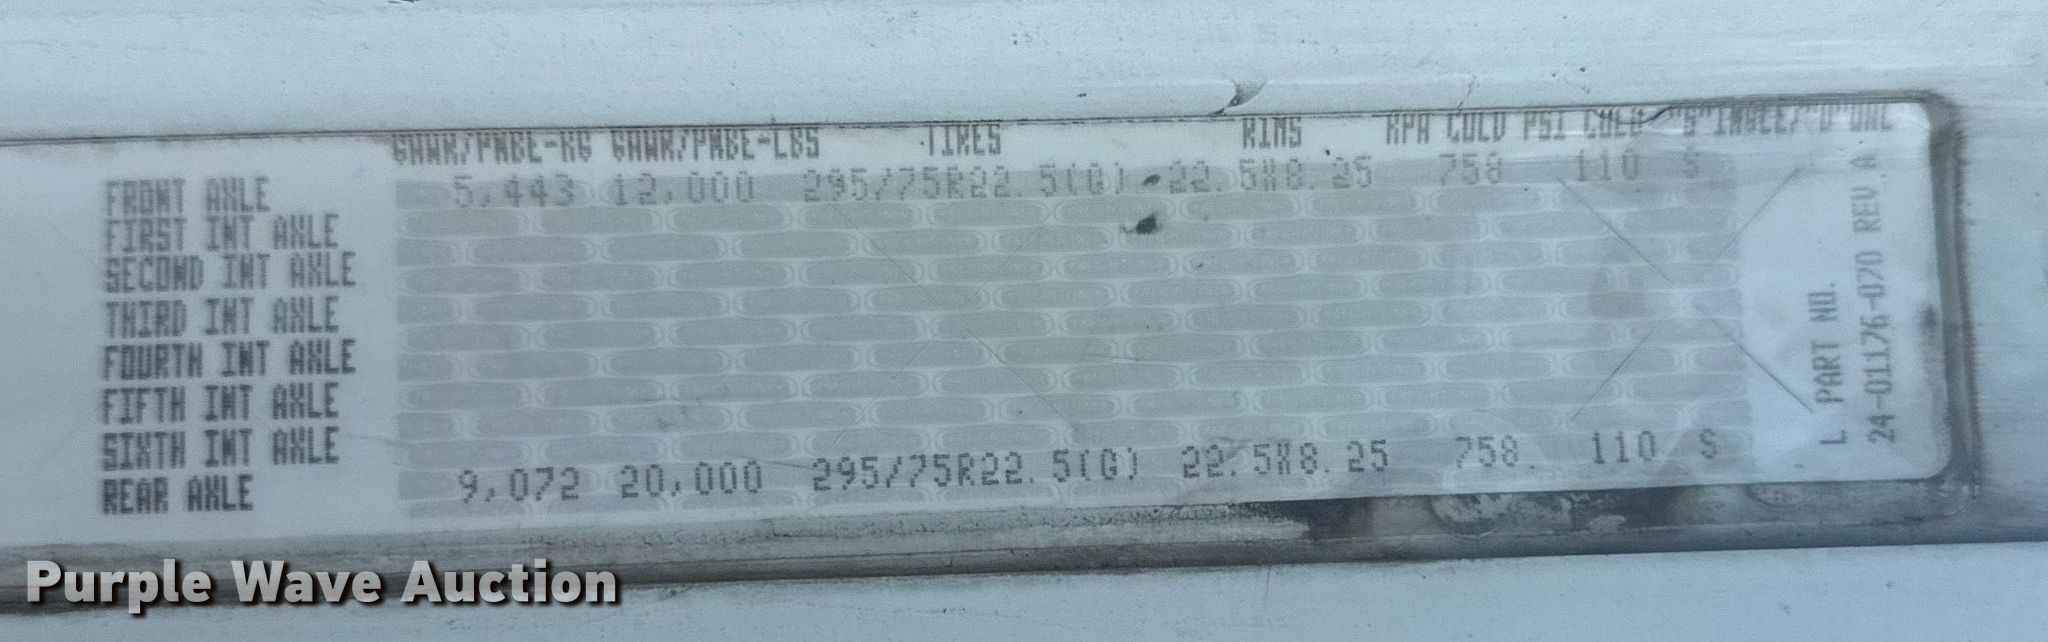 GAWR/PNBE-KG GAWR/PNBE-LBS TIRES RIMS KPA COLD PSI COLD "S"INGLE/"D"UAL
FRONT AXLE 5,443 12,000 295/75R22.5(G) 22.5X8.25 758 110 S
FIRST INT AXLE
SECOND INT AXLE
THIRD INT AXLE
FOURTH INT AXLE
FIFTH INT AXLE
SIXTH INT AXLE
REAR AXLE 9,072 20,000 295/75R22.5(G) 22.5X8.25 758. 110 S
L PART NO.
24-01176-020 REV A
Purple Wave Auction